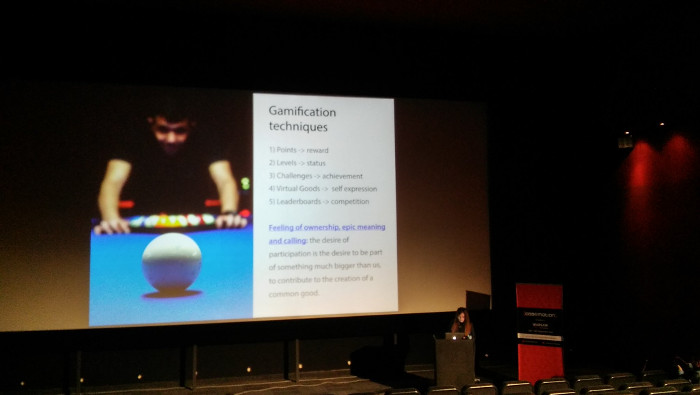 Gamification
techniques
1) Points -> reward
2) Levels -> status
3) Challenges -> achievement
4) Virtual Goods -> self expression
5) Leaderboards -> competition
Feeling of ownership, epic meaning
and calling: the desire of
participation is the desire to be part
of something much bigger than us,
to contribute to the creation of a
common good.